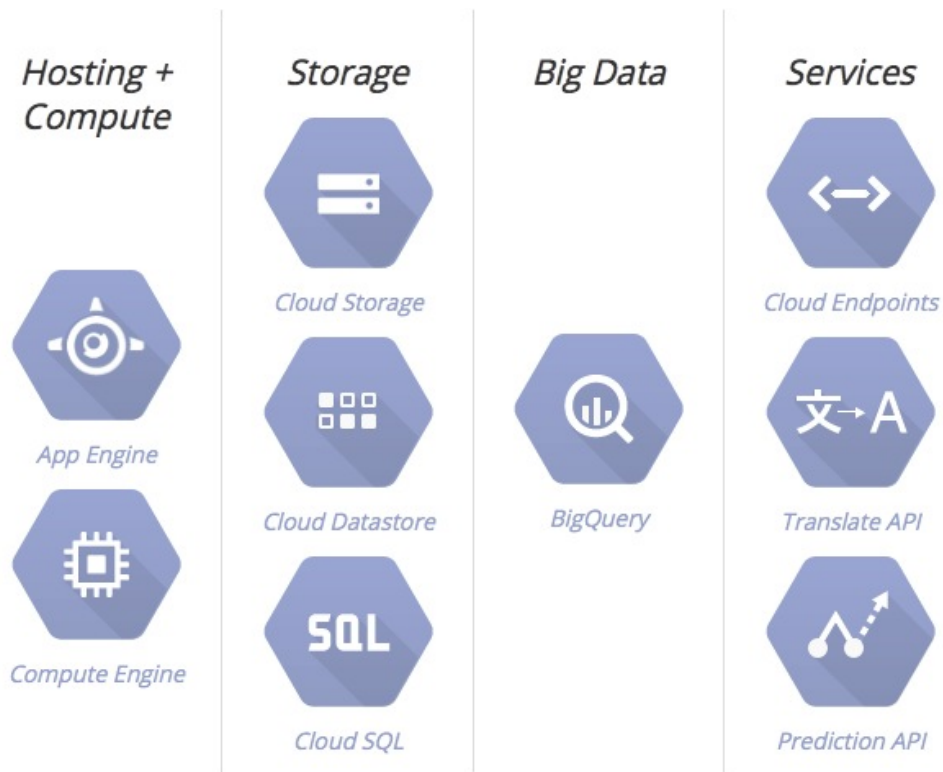 Hosting +
Compute
App Engine
Compute Engine
Storage
Cloud Storage
Cloud Datastore
SQL
Cloud SQL
Big Data
BigQuery
Services
Cloud Endpoints
文→A
Translate API
Prediction API